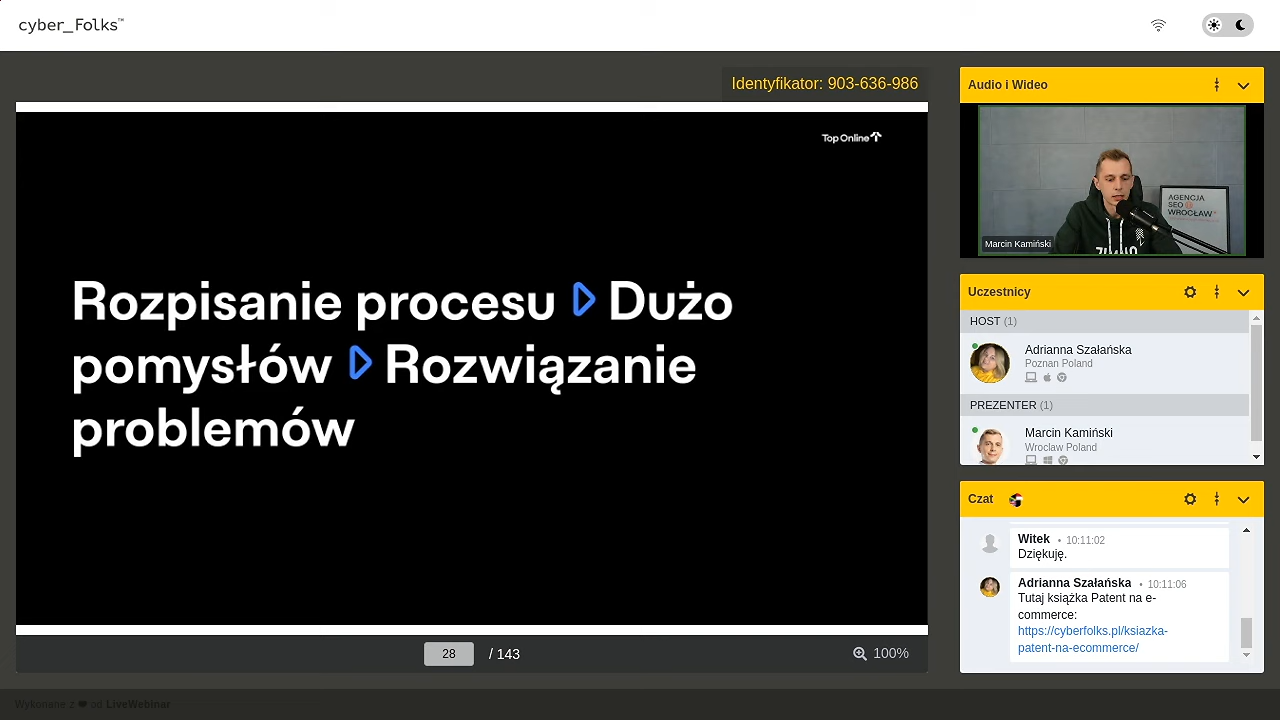 cyber_Folks™
Identyfikator: 903-636-986
Top Online
Rozpisanie procesu Dużo
pomysłów Rozwiązanie
problemów
28 / 143
100%
Audio i Wideo
AGENCJA
SEO
WROCŁAW
Marcin Kamiński
Uczestnicy
HOST (1)
Adrianna Szałańska
Poznan Poland
PREZENTER (1)
Marcin Kamiński
Wroclaw Poland
Czat
Witek • 10:11:02
Dziękuję.
Adrianna Szałańska • 10:11:06
Tutaj książka Patent na e-
commerce:
https://cyberfolks.pl/ksiazka-
patent-na-ecommerce/
Wykonane z ❤ od LiveWebinar